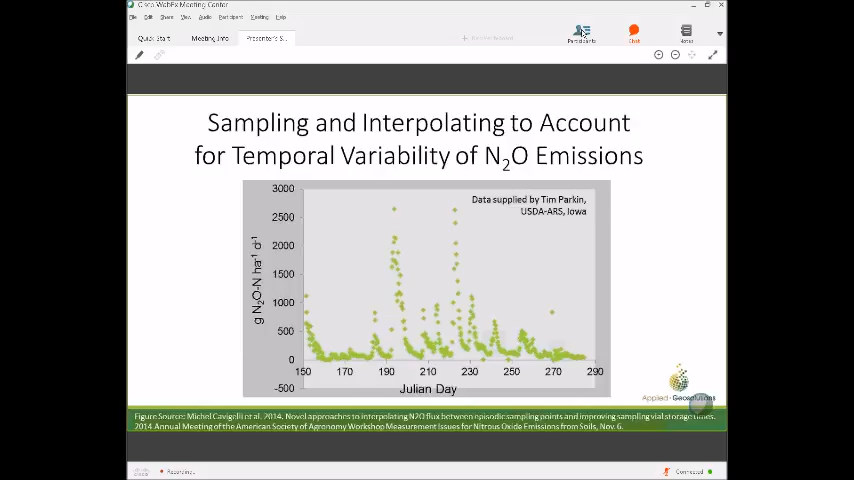 Cisco WebEx Meeting Center
File Edit Share View Audio Participant Meeting Help
Quick Start Meeting Info Presenter's S...
Participants Chat Notes
Sampling and Interpolating to Account
for Temporal Variability of N2O Emissions
Data supplied by Tim Parkin,
USDA-ARS, Iowa
g N2O-N ha-1 d-1
3000
2500
2000
1500
1000
500
0
-500
150 170 190 210 230 250 270 290
Julian Day
Applied GeoSolutions
Figure Source: Michel Cavigelli et al. 2014. Novel approaches to interpolating N2O flux between episodic sampling points and improving sampling vial storage times.
2014 Annual Meeting of the American Society of Agronomy Workshop Measurement Issues for Nitrous Oxide Emissions from Soils, Nov. 6.
Recording... Connected